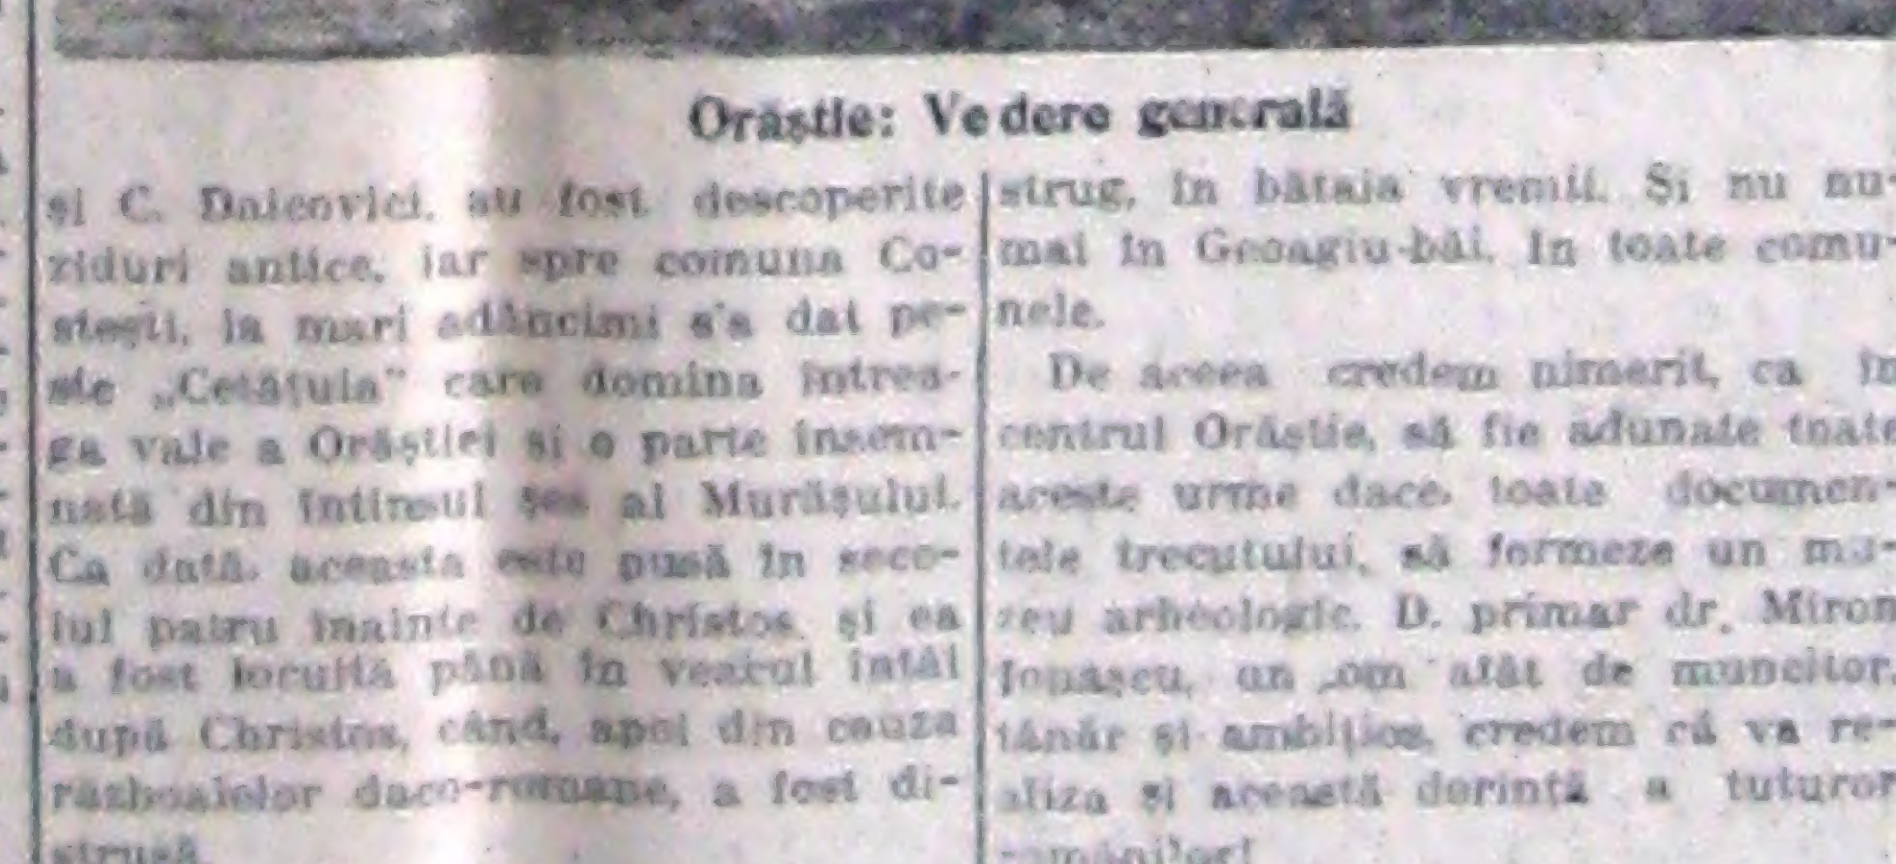 Orăștie: Vedere generală
și C. Daicovici, au fost descoperite
ziduri antice, iar spre comuna Co-
stești, la mari adâncimi s'a dat pe-
ste „Cetățuia” care domina întrea-
ga vale a Orăștiei și o parte însem-
nată din întinsul șes al Murășului.
Ca dată, aceasta este pusă în seco-
lul patru înainte de Christos, și ea
a fost locuită până în veacul întâi
după Christos, când, apoi din cauza
războaielor daco-romane, a fost di-
strusă.
strug, în bătaia vremii. Și nu nu-
mai în Geoagiu-băi. In toate comu-
nele.
De aceea credem nimerit, ca în
centrul Orăștie, să fie adunate toate
aceste urme dace, toate documen-
tele trecutului, să formeze un mu-
zeu arheologic. D. primar dr. Miron
Ionașcu, un om atât de muncitor,
tânăr și ambițios, credem că va re-
aliza și această dorință a tuturor
românilor!